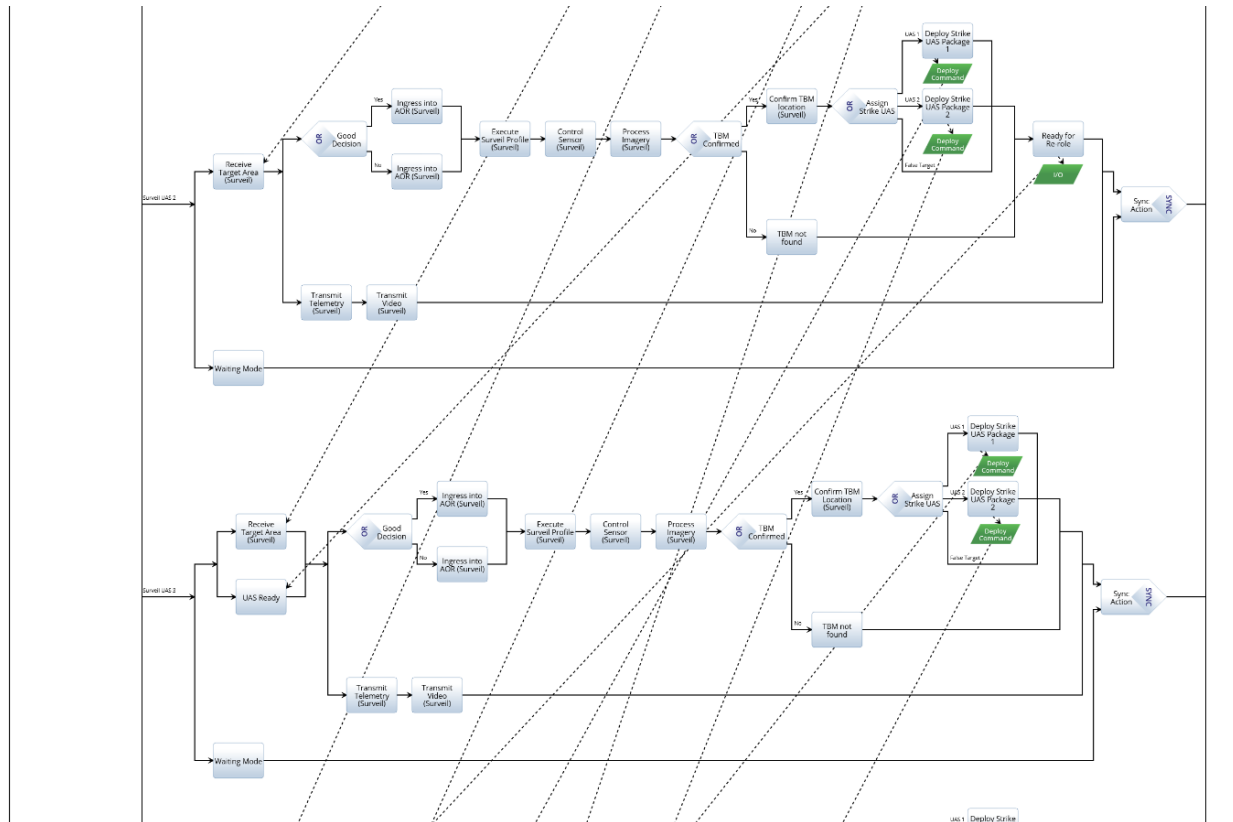 UAS 1
Deploy Strike
UAS Package
1
Deploy
Command
Yes
Ingress into
AOR (Surveil)
Yes
Confirm TBM
location
(Surveil)
OR
Assign
Strike UAS
UAS 2
Deploy Strike
UAS Package
2
Deploy
Command
OR
Good
Decision
Execute
Surveil Profile
(Surveil)
Control
Sensor
(Surveil)
Process
Imagery
(Surveil)
OR
TBM
Confirmed
Ready for
Re-role
I/O
Receive
Target Area
(Surveil)
No
Ingress into
AOR (Surveil)
False Target
Surveil UAS 2
Sync
Action
SYNC
No
TBM not
found
Transmit
Telemetry
(Surveil)
Transmit
Video
(Surveil)
Waiting Mode
UAS 1
Deploy Strike
UAS Package
1
Deploy
Command
Yes
Ingress into
AOR (Surveil)
Yes
Confirm TBM
Location
(Surveil)
OR
Assign
Strike UAS
UAS 2
Deploy Strike
UAS Package
2
Deploy
Command
Receive
Target Area
(Surveil)
OR
Good
Decision
Execute
Surveil Profile
(Surveil)
Control
Sensor
(Surveil)
Process
Imagery
(Surveil)
OR
TBM
Confirmed
No
Ingress into
AOR (Surveil)
False Target
Surveil UAS 3
UAS Ready
Sync
Action
SYNC
No
TBM not
found
Transmit
Telemetry
(Surveil)
Transmit
Video
(Surveil)
Waiting Mode
UAS 1
Deploy Strike